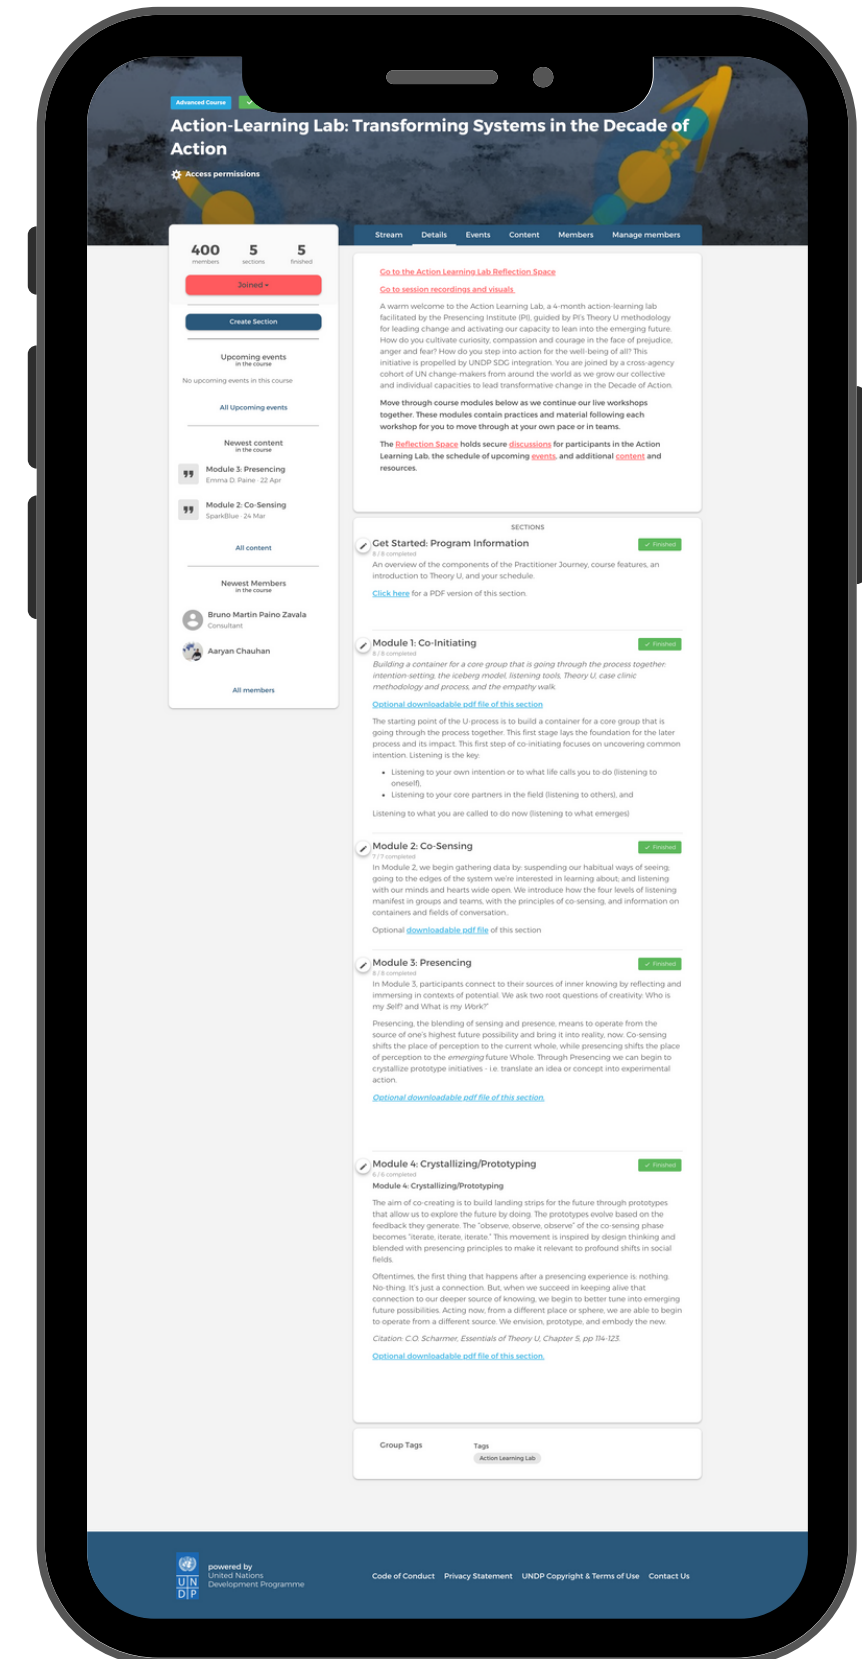 Advanced Course
Action-Learning Lab: Transforming Systems in the Decade of
Action
Access permissions
400
members
5
sections
5
finished
Joined
Create Section
Upcoming events
in the course
No upcoming events in this course
All Upcoming events
Newest content
in the course
Module 3: Presencing
Emma D. Paine · 22 Apr
Module 2: Co-Sensing
SparkBlue · 24 Mar
All content
Newest Members
in the course
Bruno Martin Paino Zavala
Consultant
Aaryan Chauhan
All members
Stream Details Events Content Members Manage members
Go to the Action Learning Lab Reflection Space
Go to session recordings and visuals
A warm welcome to the Action Learning Lab, a 4-month action-learning lab
facilitated by the Presencing Institute (PI), guided by PI's Theory U methodology
for leading change and activating our capacity to lean into the emerging future.
How do you cultivate curiosity, compassion and courage in the face of prejudice,
anger and fear? How do you step into action for the well-being of all? This
initiative is propelled by UNDP SDG integration. You are joined by a cross-agency
cohort of UN change-makers from around the world as we grow our collective
and individual capacities to lead transformative change in the Decade of Action.
Move through course modules below as we continue our live workshops
together. These modules contain practices and material following each
workshop for you to move through at your own pace or in teams.
The Reflection Space holds secure discussions for participants in the Action
Learning Lab, the schedule of upcoming events, and additional content and
resources.
SECTIONS
Get Started: Program Information
Finished
8 / 8 completed
An overview of the components of the Practitioner Journey, course features, an
introduction to Theory U, and your schedule.
Click here for a PDF version of this section.
Module 1: Co-Initiating
Finished
8 / 8 completed
Building a container for a core group that is going through the process together:
intention-setting, the iceberg model, listening tools, Theory U, case clinic
methodology and process, and the empathy walk.
Optional downloadable pdf file of this section
The starting point of the U-process is to build a container for a core group that is
going through the process together. This first stage lays the foundation for the later
process and its impact. This first step of co-initiating focuses on uncovering common
intention. Listening is the key:
• Listening to your own intention or to what life calls you to do (listening to
oneself),
• Listening to your core partners in the field (listening to others), and
Listening to what you are called to do now (listening to what emerges)
Module 2: Co-Sensing
Finished
7 / 7 completed
In Module 2, we begin gathering data by: suspending our habitual ways of seeing;
going to the edges of the system we're interested in learning about; and listening
with our minds and hearts wide open. We introduce how the four levels of listening
manifest in groups and teams, with the principles of co-sensing, and information on
containers and fields of conversation.
Optional downloadable pdf file of this section
Module 3: Presencing
Finished
8 / 8 completed
In Module 3, participants connect to their sources of inner knowing by reflecting and
immersing in contexts of potential. We ask two root questions of creativity: Who is
my Self? and What is my Work?"
Presencing, the blending of sensing and presence, means to operate from the
source of one's highest future possibility and bring it into reality, now. Co-sensing
shifts the place of perception to the current whole, while presencing shifts the place
of perception to the emerging future Whole. Through Presencing we can begin to
crystallize prototype initiatives - i.e. translate an idea or concept into experimental
action.
Optional downloadable pdf file of this section.
Module 4: Crystallizing/Prototyping
Finished
6 / 6 completed
Module 4: Crystallizing/Prototyping
The aim of co-creating is to build landing strips for the future through prototypes
that allow us to explore the future by doing. The prototypes evolve based on the
feedback they generate. The "observe, observe, observe" of the co-sensing phase
becomes "iterate, iterate, iterate." This movement is inspired by design thinking and
blended with presencing principles to make it relevant to profound shifts in social
fields.
Oftentimes, the first thing that happens after a presencing experience is: nothing.
No-thing. It's just a connection. But, when we succeed in keeping alive that
connection to our deeper source of knowing, we begin to better tune into emerging
future possibilities. Acting now, from a different place or sphere, we are able to begin
to operate from a different source. We envision, prototype, and embody the new.
Citation: C.O. Scharmer, Essentials of Theory U, Chapter 5, pp 114-123.
Optional downloadable pdf file of this section.
Group Tags
Tags
Action Learning Lab
UN
DP
powered by
United Nations
Development Programme
Code of Conduct Privacy Statement UNDP Copyright & Terms of Use Contact Us